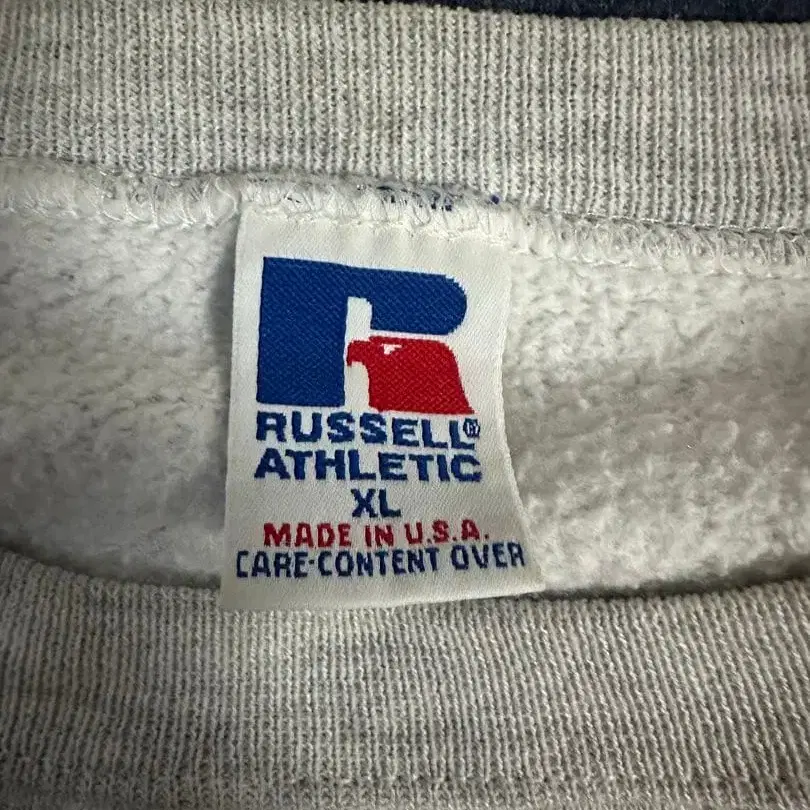 RUSSELL®
ATHLETIC
XL
MADE IN U.S.A.
CARE-CONTENT OVER